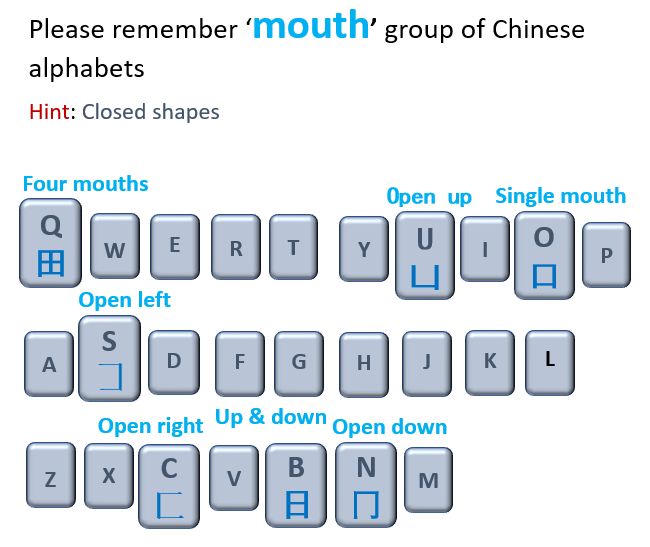 Please remember ‘mouth’ group of Chinese
alphabets
Hint: Closed shapes
Four mouths
Open up Single mouth
Q W E R T Y U I O P
田 凵 口
Open left
A S D F G H J K L
コ
Open right Up & down Open down
Z X C V B N M
匚 日 冂